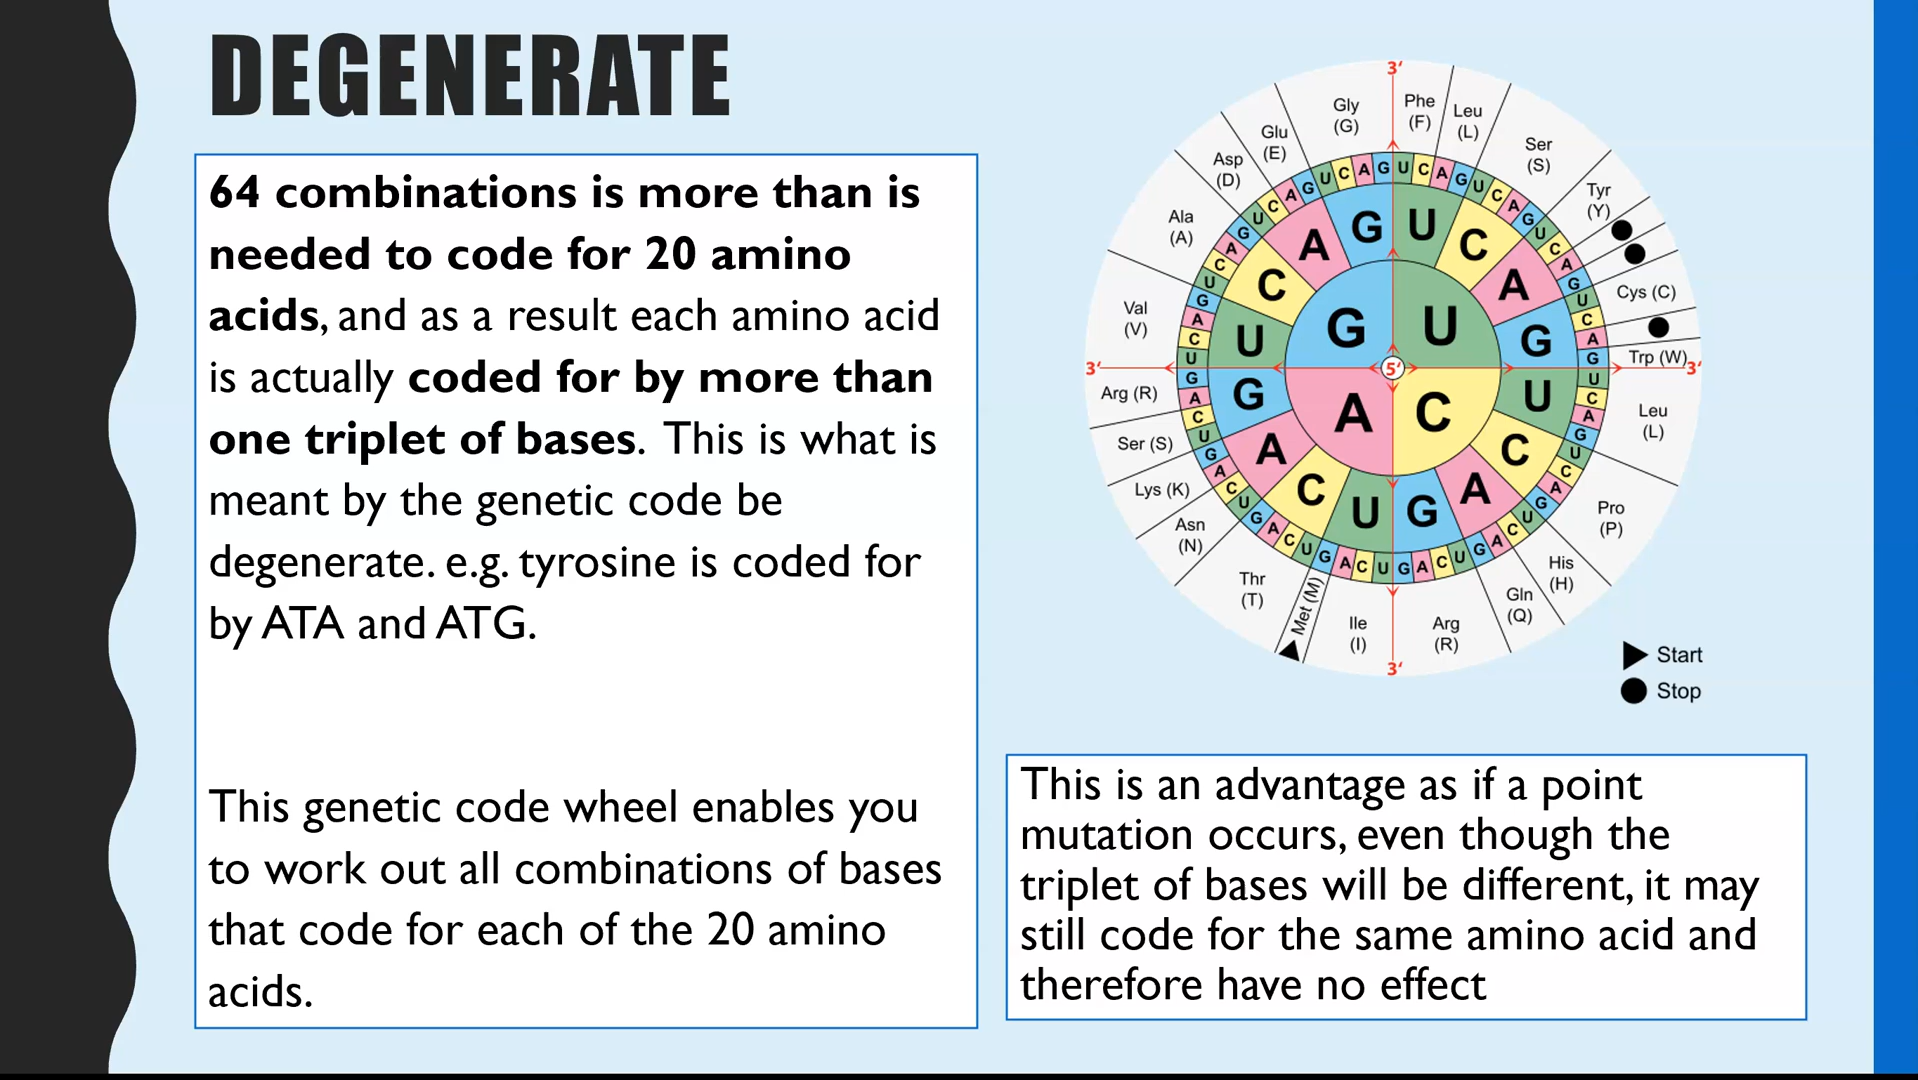 DEGENERATE
64 combinations is more than is
needed to code for 20 amino
acids, and as a result each amino acid
is actually coded for by more than
one triplet of bases. This is what is
meant by the genetic code be
degenerate. e.g. tyrosine is coded for
by ATA and ATG.
This genetic code wheel enables you
to work out all combinations of bases
that code for each of the 20 amino
acids.
3'
Gly
(G)
Phe
(F)
Leu
(L)
Ser
(S)
Tyr
(Y)
Cys (C)
Trp (W)
3'
Leu
(L)
Pro
(P)
His
(H)
Gln
(Q)
Arg
(R)
3'
Ile
(I)
Met (M)
Thr
(T)
Asn
(N)
Lys (K)
Ser (S)
Arg (R)
3'
Val
(V)
Ala
(A)
Asp
(D)
Glu
(E)
U C A G U C A G U C A G U C A G
U C A G U C A G U C A G U C A G
G A C U G A C U G A C U G A C U
G A C U G A C U G A C U G A C U
G U C A G U C A
G U C A G U C A
G U
5'
A C
Start
Stop
This is an advantage as if a point
mutation occurs, even though the
triplet of bases will be different, it may
still code for the same amino acid and
therefore have no effect